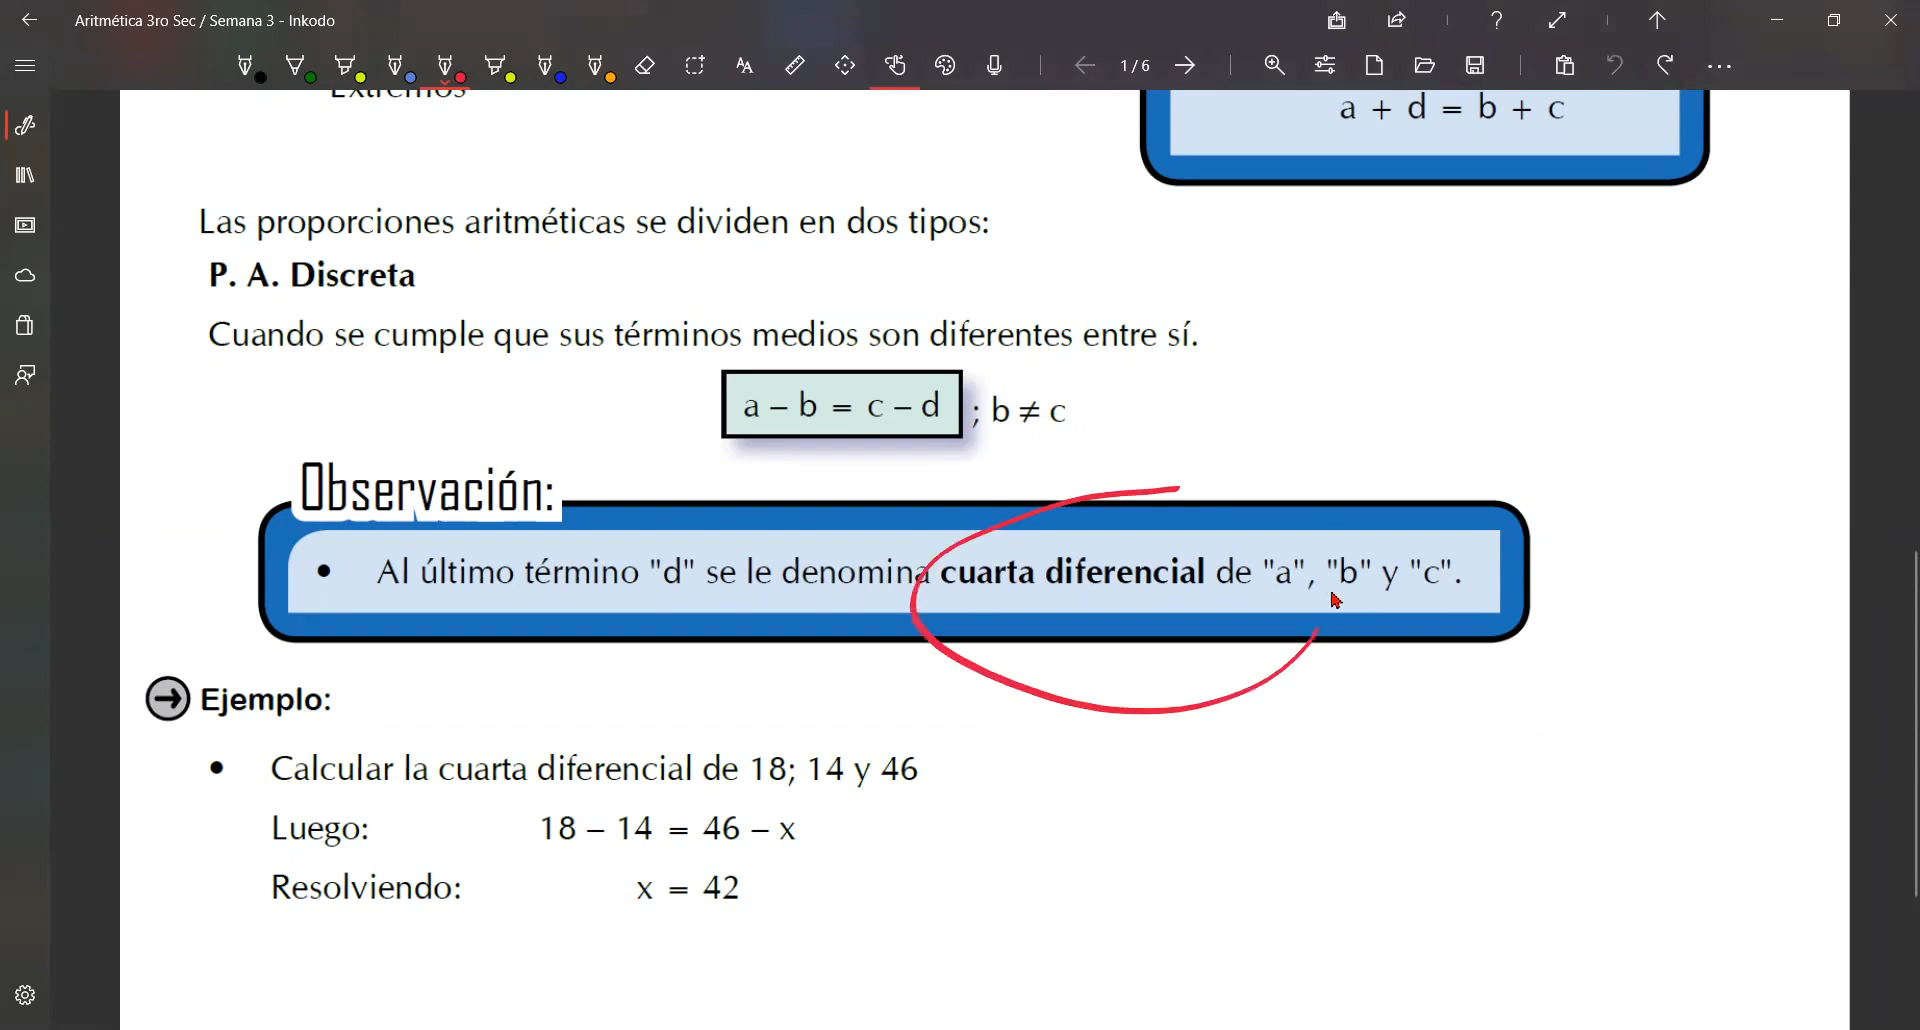 Aritmética 3ro Sec / Semana 3 - Inkodo
1 / 6
Extremos
a + d = b + c
Las proporciones aritméticas se dividen en dos tipos:
P. A. Discreta
Cuando se cumple que sus términos medios son diferentes entre sí.
a – b = c – d ; b ≠ c
Observación:
• Al último término "d" se le denomina cuarta diferencial de "a", "b" y "c".
Ejemplo:
• Calcular la cuarta diferencial de 18; 14 y 46
Luego: 18 – 14 = 46 – x
Resolviendo: x = 42